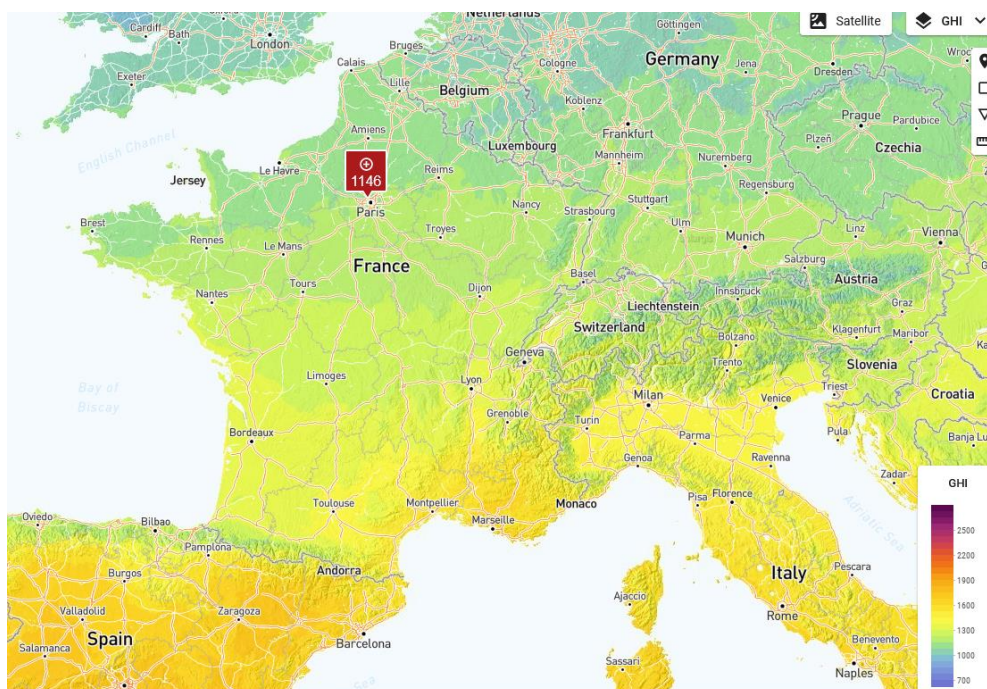 Netherlands
Göttingen
Satellite
GHI
Cardiff
Bath
London
Bruges
Cologne
Germany
Jena
Dresden
Exeter
Calais
Lille
Belgium
Koblenz
Prague
Pardubice
English Channel
Amiens
Luxembourg
Frankfurt
Plzeň
Czechia
Le Havre
Reims
Mannheim
Nuremberg
Jersey
1146
Paris
Nancy
Stuttgart
Regensburg
Brest
Rennes
Le Mans
Troyes
Strasbourg
Ulm
Munich
Linz
Vienna
France
Salzburg
Nantes
Tours
Dijon
Basel
Innsbruck
Austria
Liechtenstein
Graz
Switzerland
Klagenfurt
Maribor
Bolzano
Geneva
Trento
Slovenia
Bay of
Biscay
Limoges
Lyon
Milan
Venice
Triest
Croatia
Grenoble
Turin
Bordeaux
Parma
Pula
Banja Lu
Genoa
Ravenna
Zadar
Toulouse
Montpellier
Monaco
Pisa
Florence
Adriatic Sea
Oviedo
Bilbao
Marseille
Pamplona
Andorra
Burgos
Italy
Pescara
Valladolid
Zaragoza
Ajaccio
Rome
Spain
Barcelona
Salamanca
Benevento
Sassari
Naples
GHI
2500
2200
1900
1600
1300
1000
700